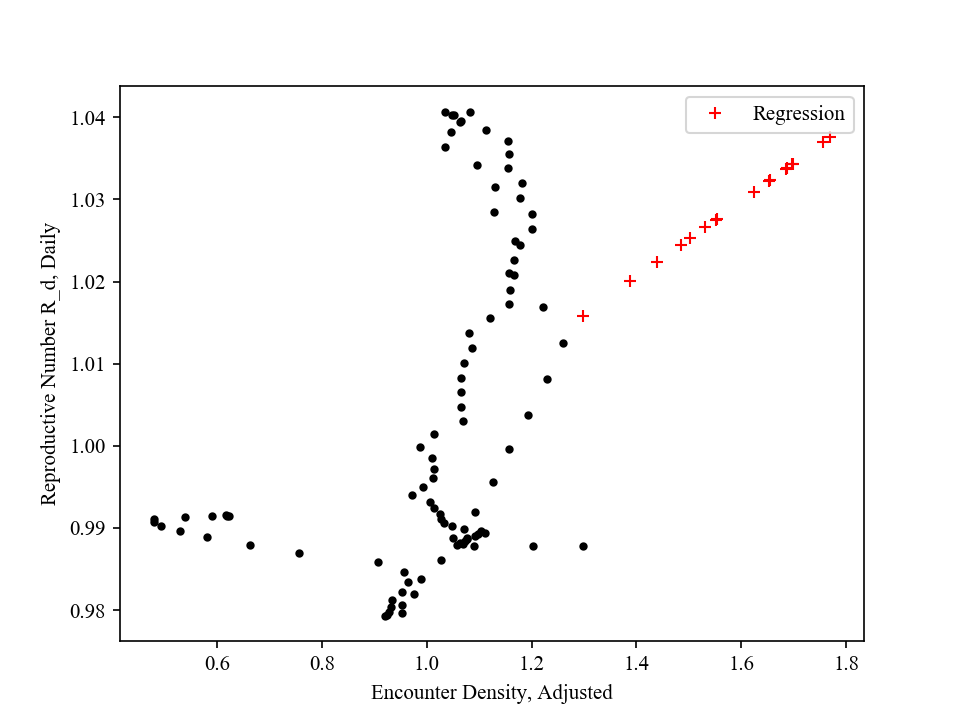 Regression
1.04
1.03
1.02
1.01
1.00
0.99
0.98
Reproductive Number R_d, Daily
0.6 0.8 1.0 1.2 1.4 1.6 1.8
Encounter Density, Adjusted